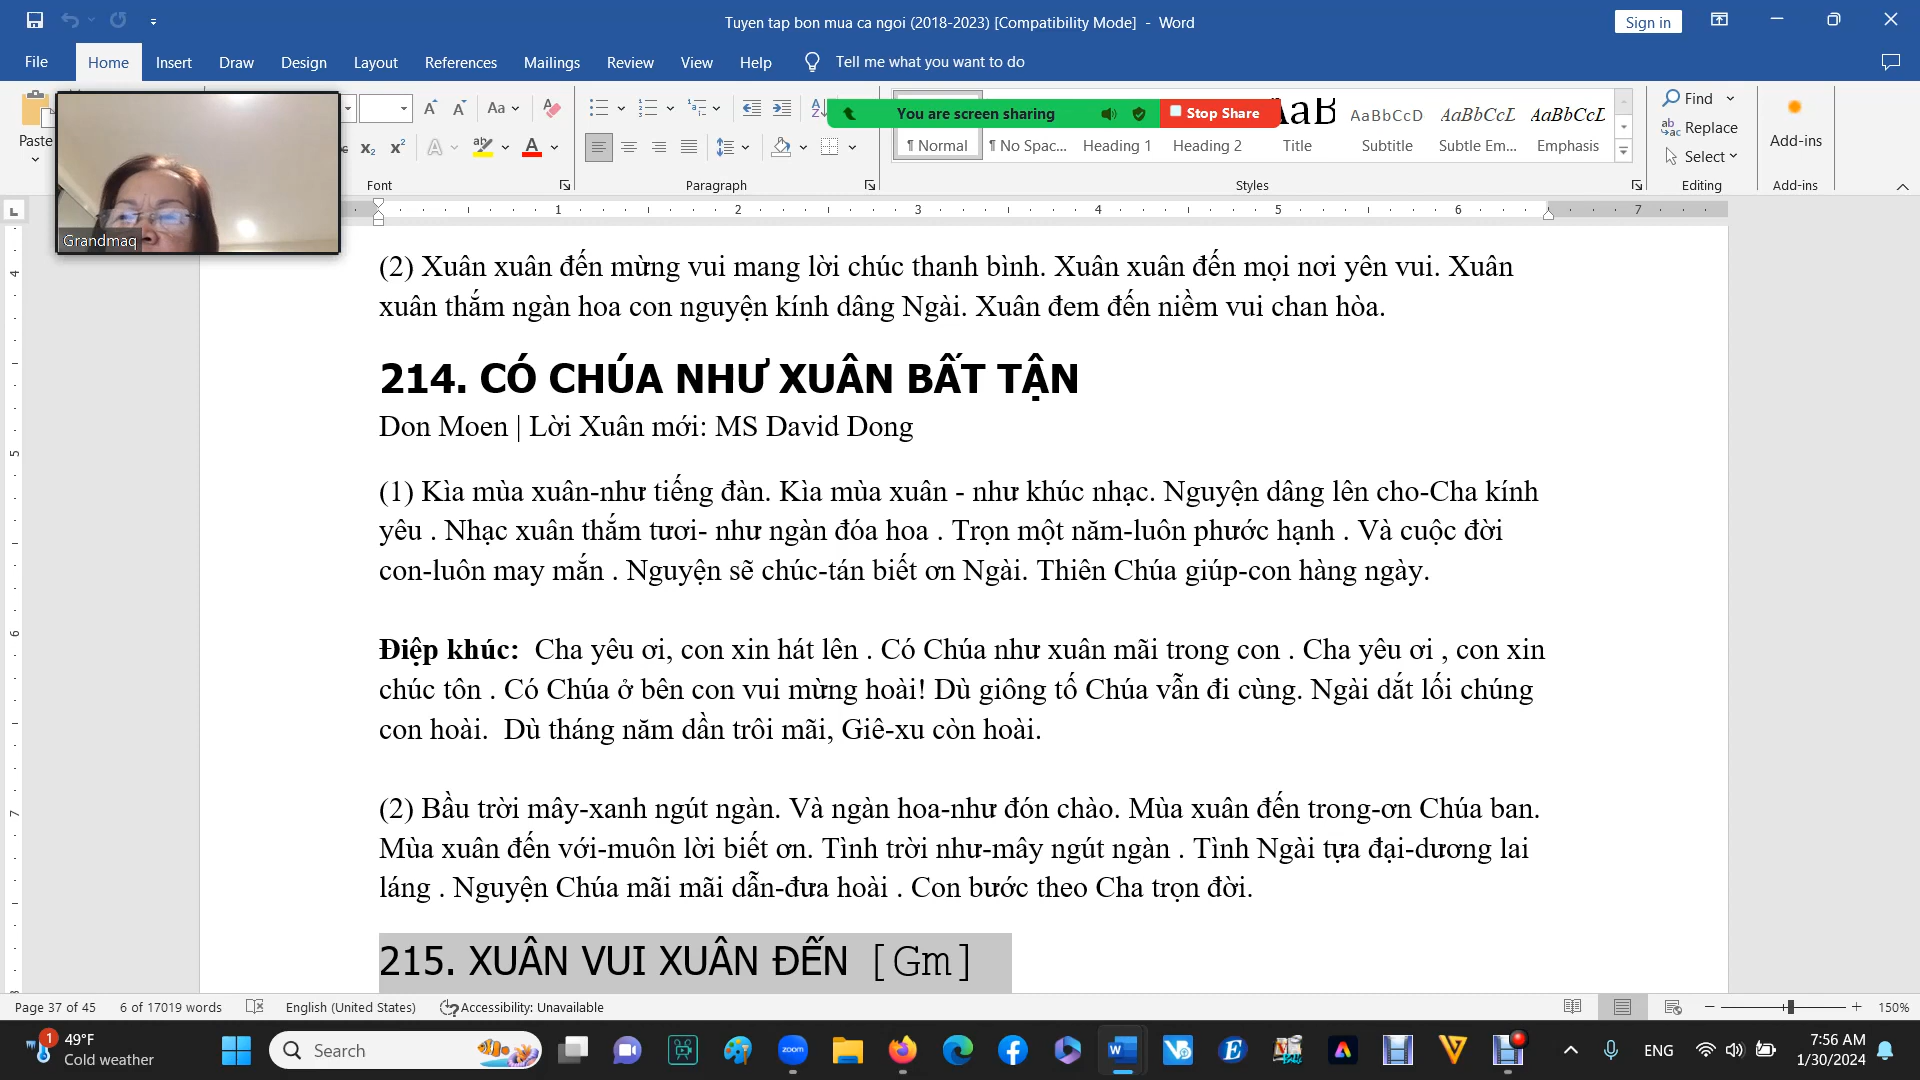 Tuyen tap bon mua ca ngoi (2018-2023) [Compatibility Mode] - Word
Sign in
File Home Insert Draw Design Layout References Mailings Review View Help Tell me what you want to do
You are screen sharing Stop Share
Paste
Grandmaq
Font
Paragraph
AaBbCcD AaBbCcL AaBbCcL
¶ Normal ¶ No Spac... Heading 1 Heading 2 Title Subtitle Subtle Em... Emphasis
Styles
Find
Replace
Select
Editing
Add-ins
Add-ins
1 2 3 4 5 6 7
(2) Xuân xuân đến mừng vui mang lời chúc thanh bình. Xuân xuân đến mọi nơi yên vui. Xuân
xuân thắm ngàn hoa con nguyện kính dâng Ngài. Xuân đem đến niềm vui chan hòa.
214. CÓ CHÚA NHƯ XUÂN BẤT TẬN
Don Moen | Lời Xuân mới: MS David Dong
(1) Kìa mùa xuân-như tiếng đàn. Kìa mùa xuân - như khúc nhạc. Nguyện dâng lên cho-Cha kính
yêu . Nhạc xuân thắm tươi- như ngàn đóa hoa . Trọn một năm-luôn phước hạnh . Và cuộc đời
con-luôn may mắn . Nguyện sẽ chúc-tán biết ơn Ngài. Thiên Chúa giúp-con hàng ngày.
Điệp khúc:  Cha yêu ơi, con xin hát lên . Có Chúa như xuân mãi trong con . Cha yêu ơi , con xin
chúc tôn . Có Chúa ở bên con vui mừng hoài! Dù giông tố Chúa vẫn đi cùng. Ngài dắt lối chúng
con hoài.  Dù tháng năm dần trôi mãi, Giê-xu còn hoài.
(2) Bầu trời mây-xanh ngút ngàn. Và ngàn hoa-như đón chào. Mùa xuân đến trong-ơn Chúa ban.
Mùa xuân đến với-muôn lời biết ơn. Tình trời như-mây ngút ngàn . Tình Ngài tựa đại-dương lai
láng . Nguyện Chúa mãi mãi dẫn-đưa hoài . Con bước theo Cha trọn đời.
215. XUÂN VUI XUÂN ĐẾN [Gm]
Page 37 of 45 6 of 17019 words English (United States) Accessibility: Unavailable 150%
49°F
Cold weather
Search
ENG
7:56 AM
1/30/2024